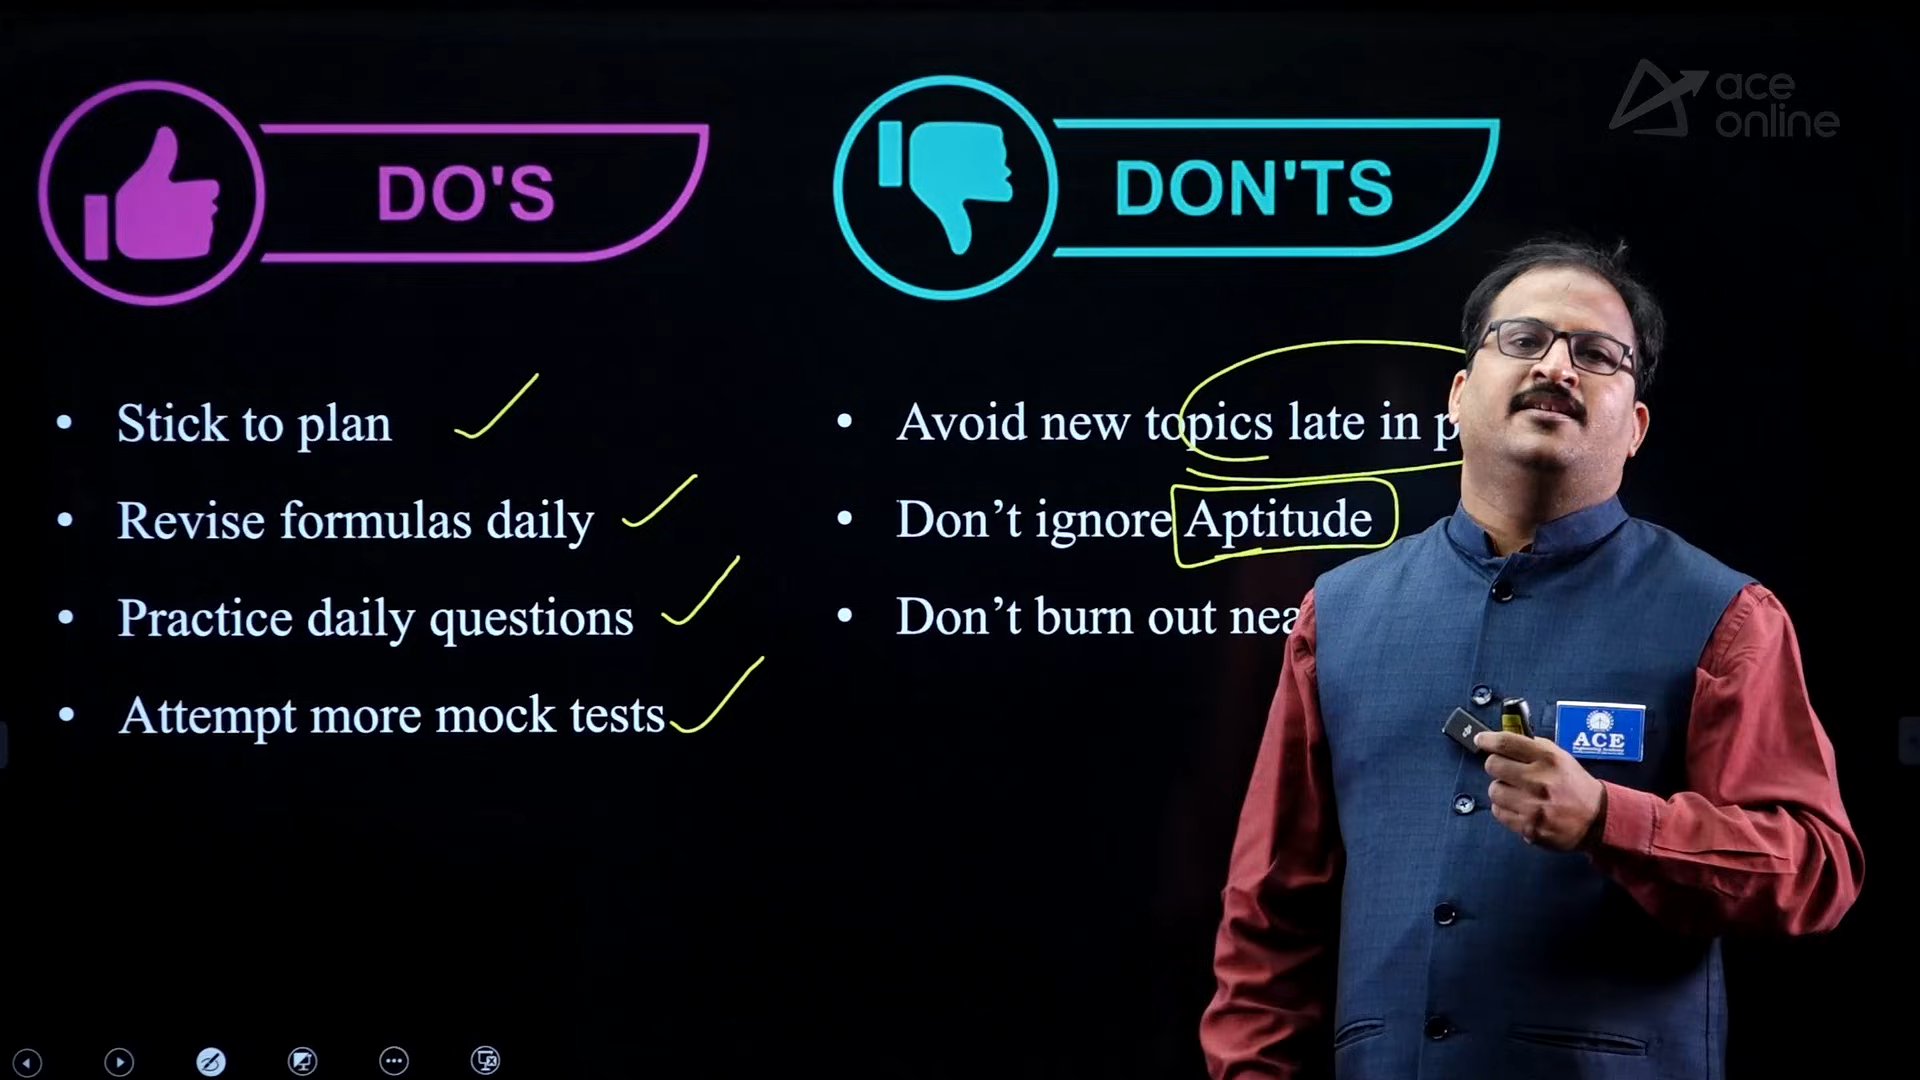 ace
online
DO'S
DON'TS
• Stick to plan
• Revise formulas daily
• Practice daily questions
• Attempt more mock tests
• Avoid new topics late in
• Don’t ignore Aptitude
• Don’t burn out
ACE